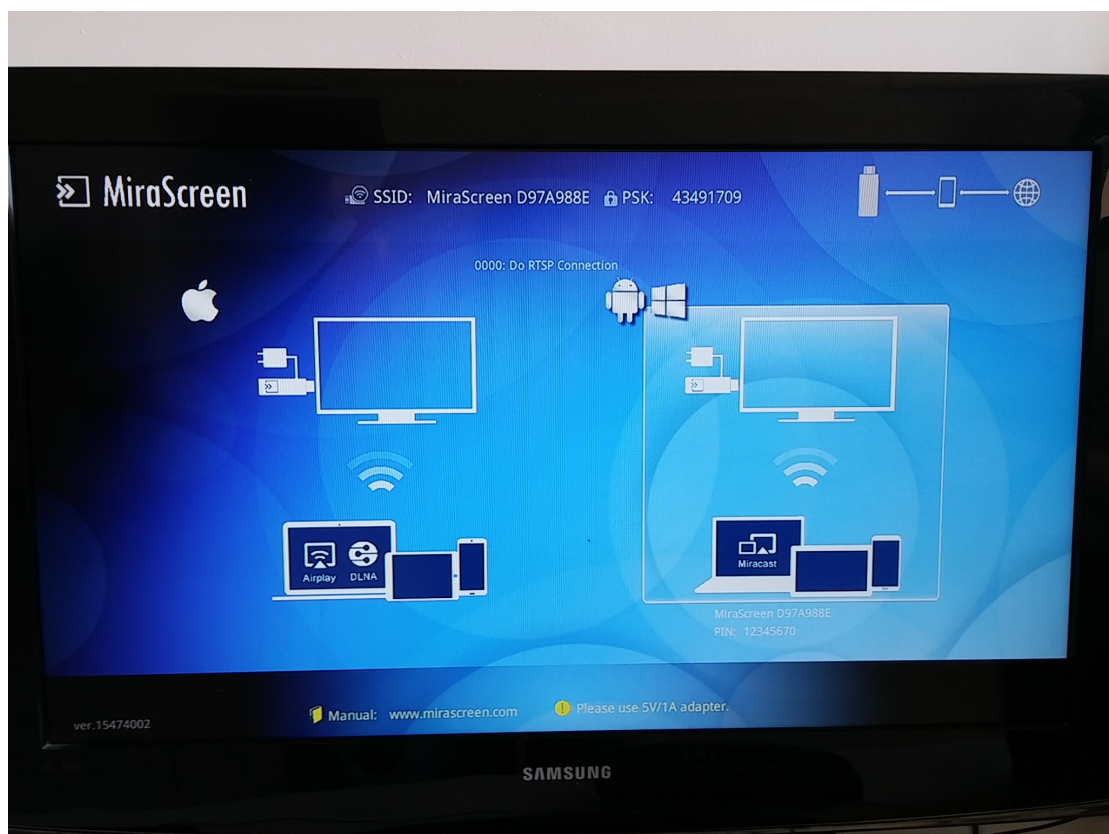 MiraScreen
SSID: MiraScreen D97A988E PSK: 43491709
0000: Do RTSP Connection
Airplay DLNA
Miracast
MiraScreen D97A988E
PIN: 12345670
ver.15474002
Manual: www.mirascreen.com
Please use 5V/1A adapter.
SAMSUNG